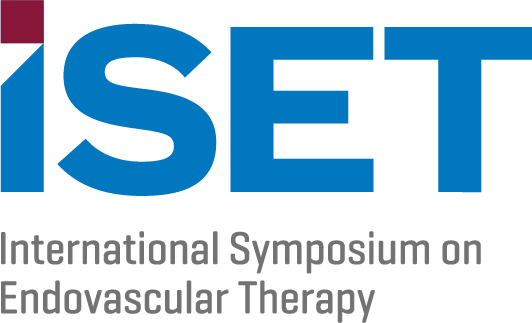 iSET
International Symposium on
Endovascular Therapy